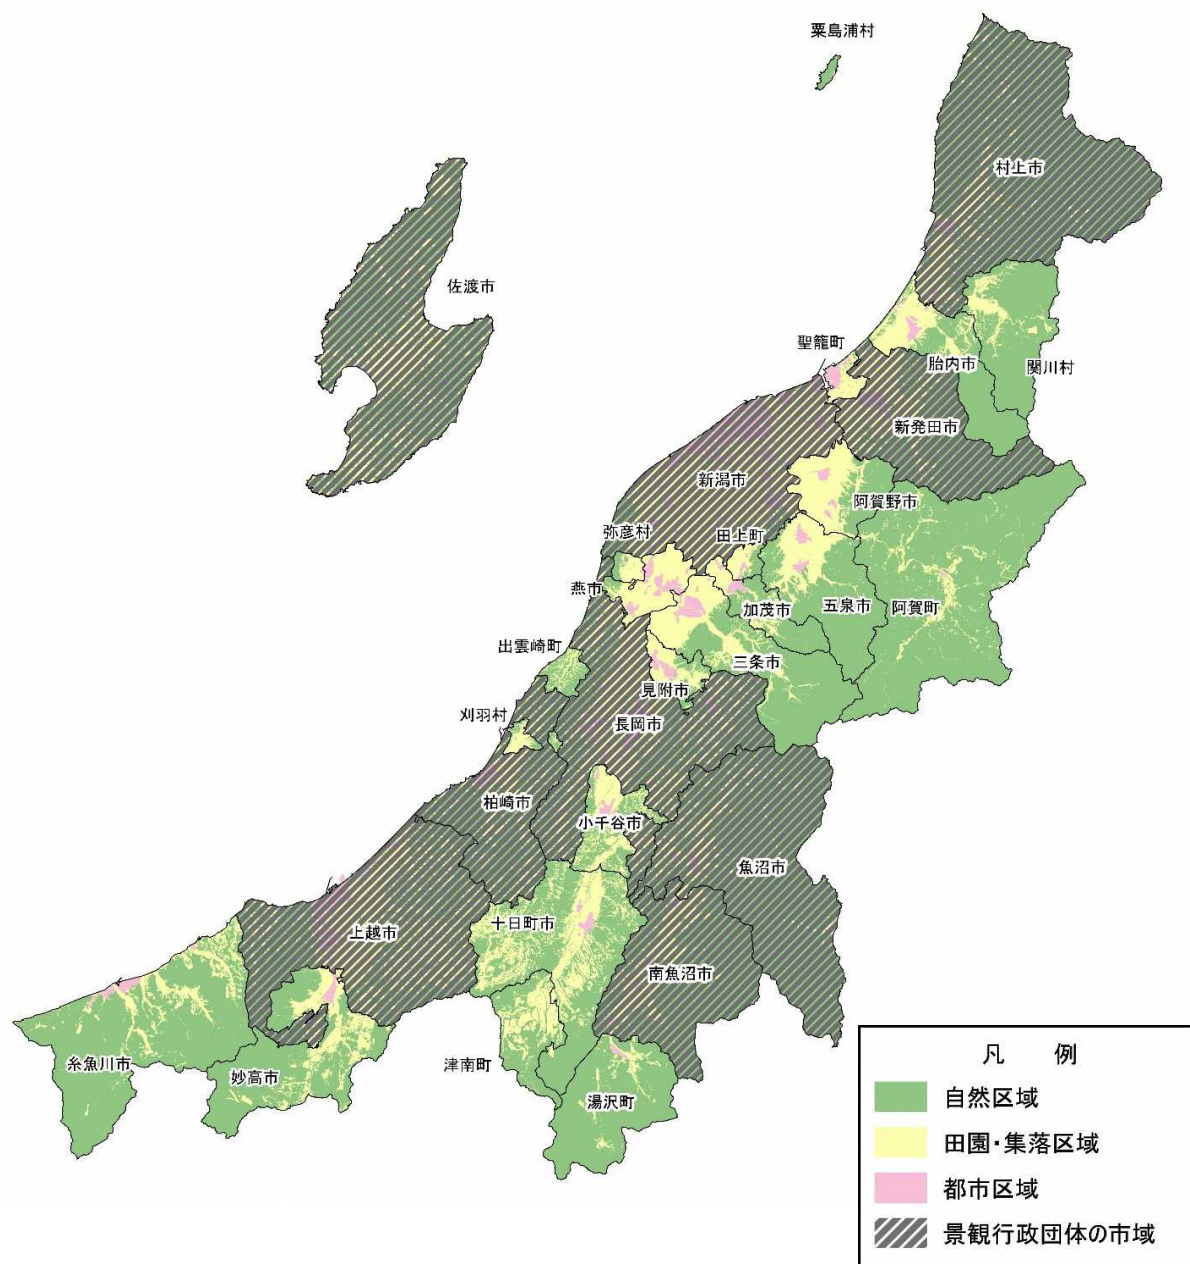 粟島浦村
村上市
佐渡市
聖籠町
胎内市
関川村
新発田市
新潟市
阿賀野市
弥彦村
田上町
燕市
加茂市
五泉市
阿賀町
出雲崎町
三条市
見附市
刈羽村
長岡市
柏崎市
小千谷市
魚沼市
十日町市
上越市
南魚沼市
糸魚川市
妙高市
津南町
湯沢町
凡 例
自然区域
田園・集落区域
都市区域
景観行政団体の市域